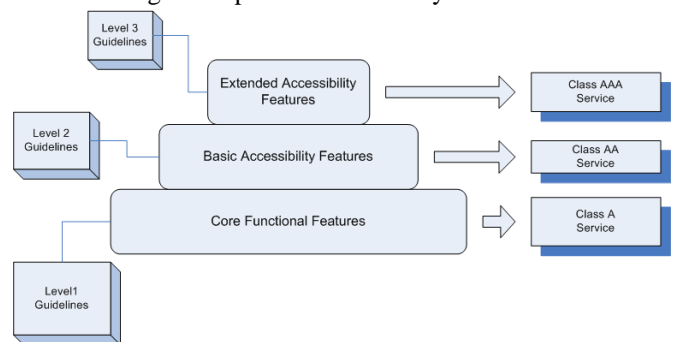 Level 3
Guidelines
Extended Accessibility
Features
Class AAA
Service
Level 2
Guidelines
Basic Accessibility Features
Class AA
Service
Core Functional Features
Class A
Service
Level1
Guidelines